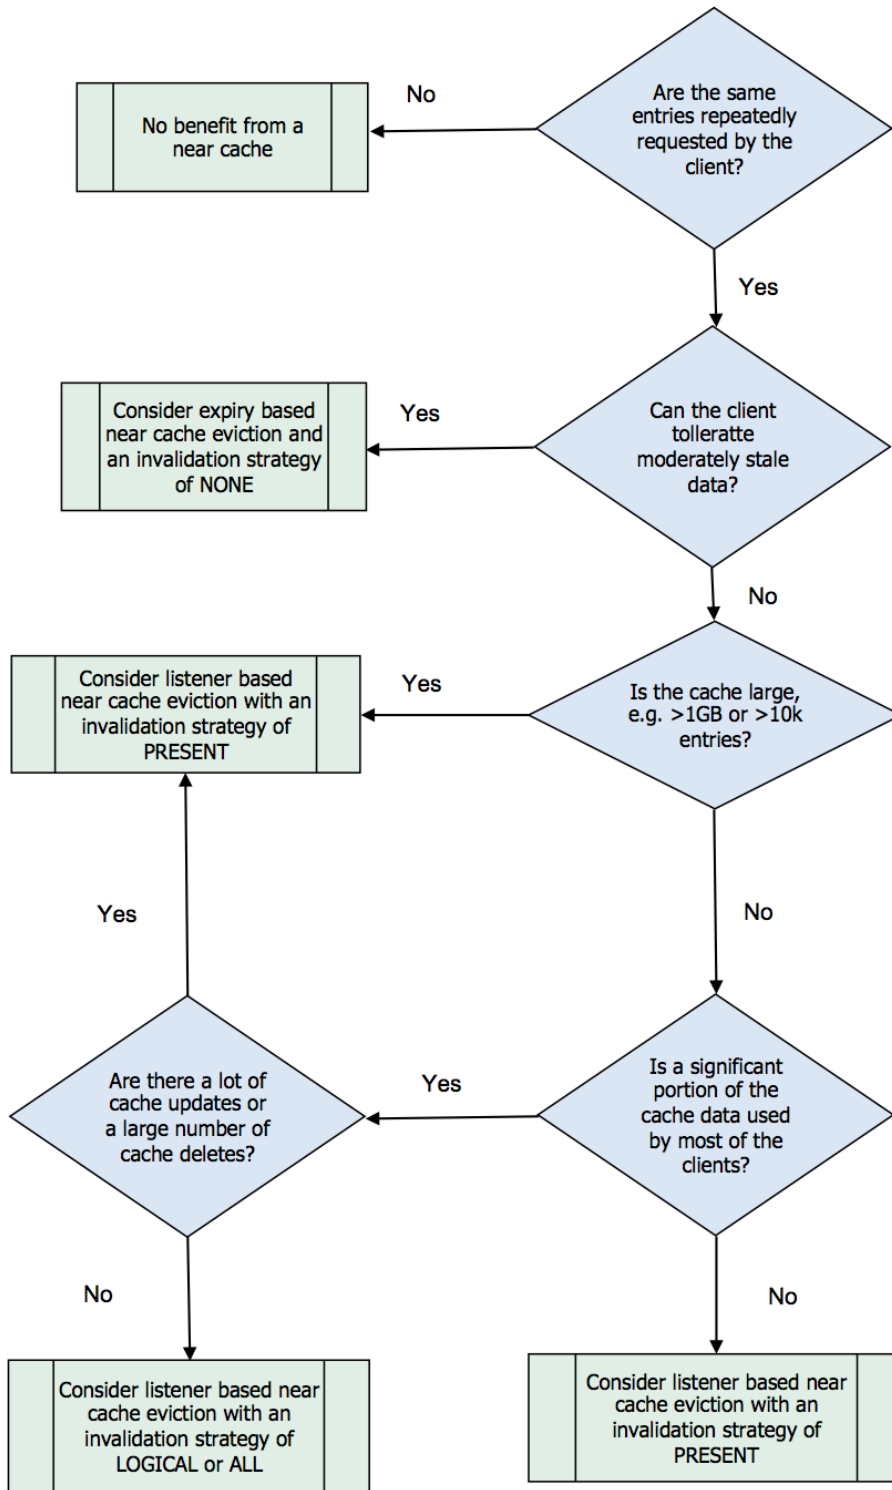 Are the same
entries repeatedly
requested by the
client?
No
No benefit from a
near cache
Yes
Can the client
tolleratte
moderately stale
data?
Yes
Consider expiry based
near cache eviction and
an invalidation strategy
of NONE
No
Is the cache large,
e.g. >1GB or >10k
entries?
Yes
Consider listener based
near cache eviction with an
invalidation strategy of
PRESENT
No
Is a significant
portion of the
cache data used
by most of the
clients?
Yes
Are there a lot of
cache updates or
a large number of
cache deletes?
Yes
No
Consider listener based near
cache eviction with an
invalidation strategy of
LOGICAL or ALL
No
Consider listener based near
cache eviction with an
invalidation strategy of
PRESENT